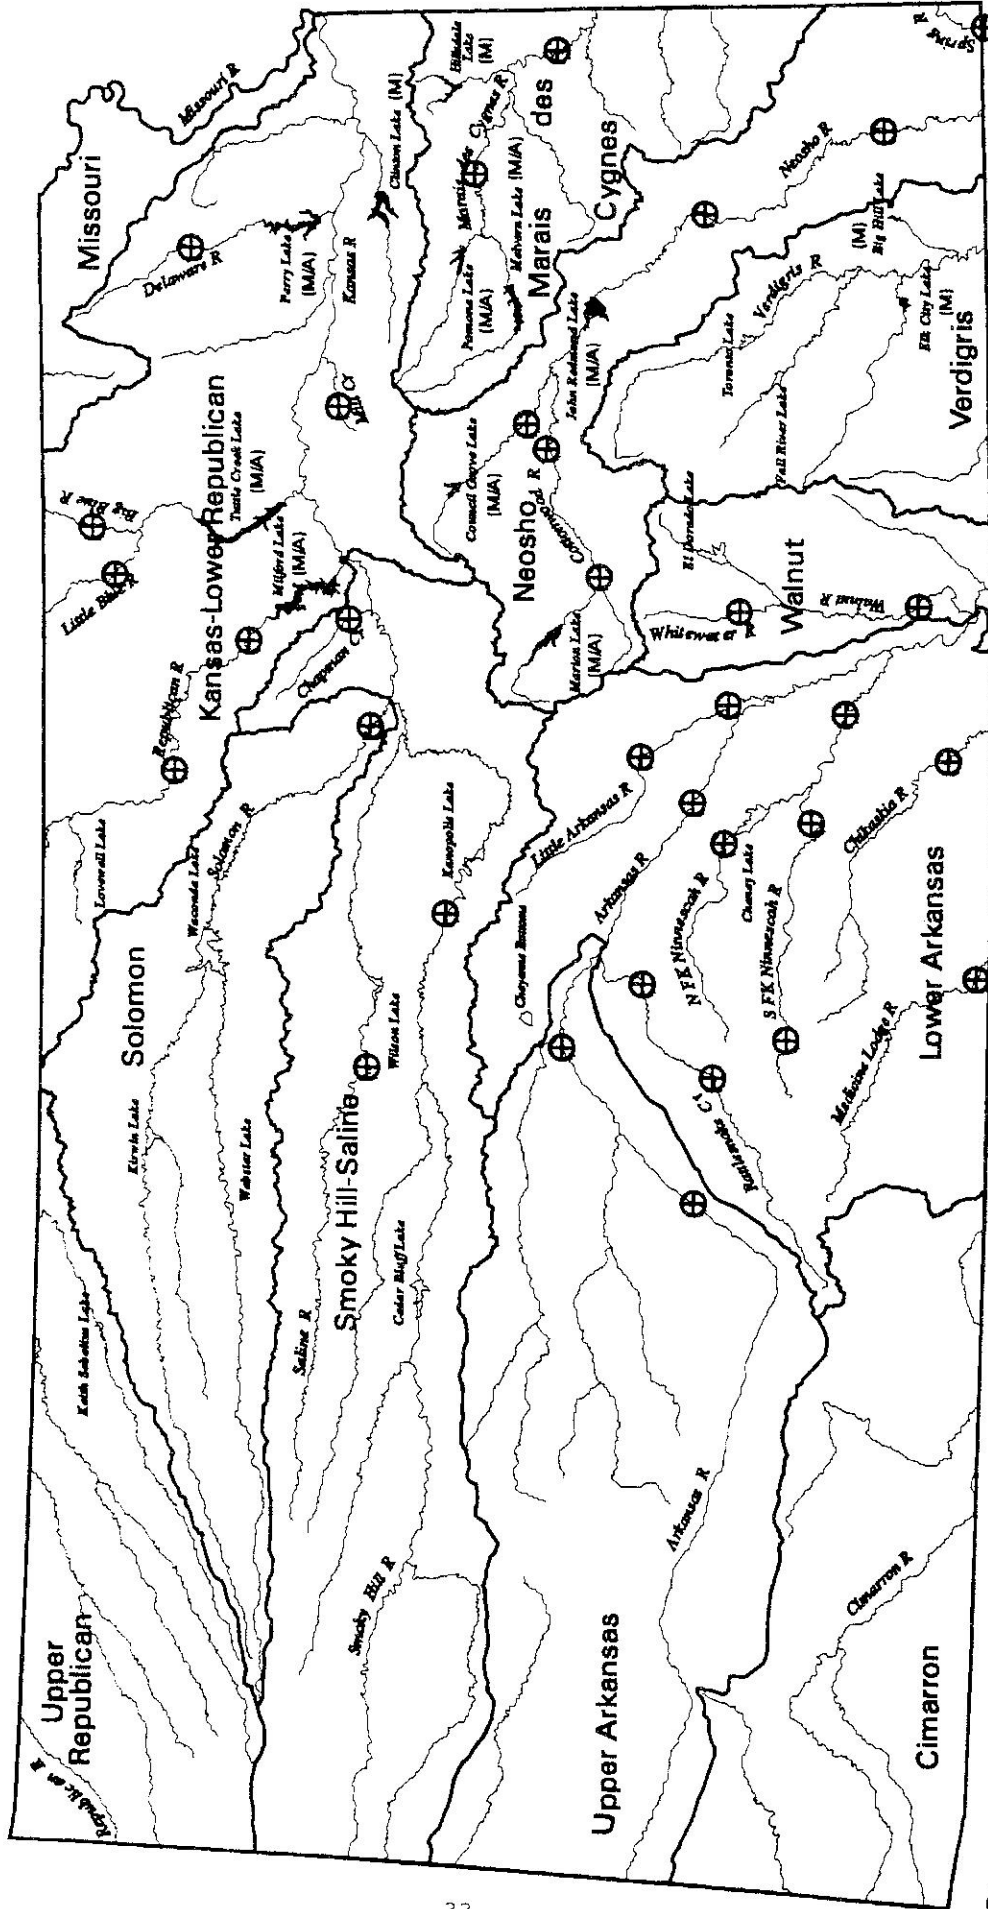 Upper
Republican
Republican R
Keith Sebelius Lake
Solomon
Kirwin Lake
Webster Lake
Waconda Lake
Solomon R
Lovewell Lake
Republican R
Kansas-Lower Republican
Little Blue R
Big Blue R
Tuttle Creek Lake
(M/A)
Milford Lake
(M/A)
Chapman Cr
Mill Cr
Missouri
Missouri R
Delaware R
Perry Lake
(M/A)
Kansas R
Clinton Lake (M)
Hillsdale
Lake
(M)
Smoky Hill-Saline
Smoky Hill R
Saline R
Cedar Bluff Lake
Wilson Lake
Kanopolis Lake
Marais
des
Cygnes
Marais des Cygnes R
Pomona Lake
(M/A)
Melvern Lake (M/A)
Neosho
Council Grove Lake
(M/A)
Cottonwood R
Marion Lake
(M/A)
John Redmond Lake
(M/A)
Neosho R
Spring R
Upper Arkansas
Arkansas R
Cheyenne Bottoms
Little Arkansas R
Arkansas R
Rattlesnake Cr
N FK Ninnescah R
Cheney Lake
S FK Ninnescah R
Chikaskia R
Medicine Lodge R
Lower Arkansas
Walnut
El Dorado Lake
Whitewater R
Walnut R
Verdigris
Toronto Lake
Verdigris R
Fall River Lake
Elk City Lake
(M)
(M)
Big Hill Lake
Cimarron
Cimarron R
33